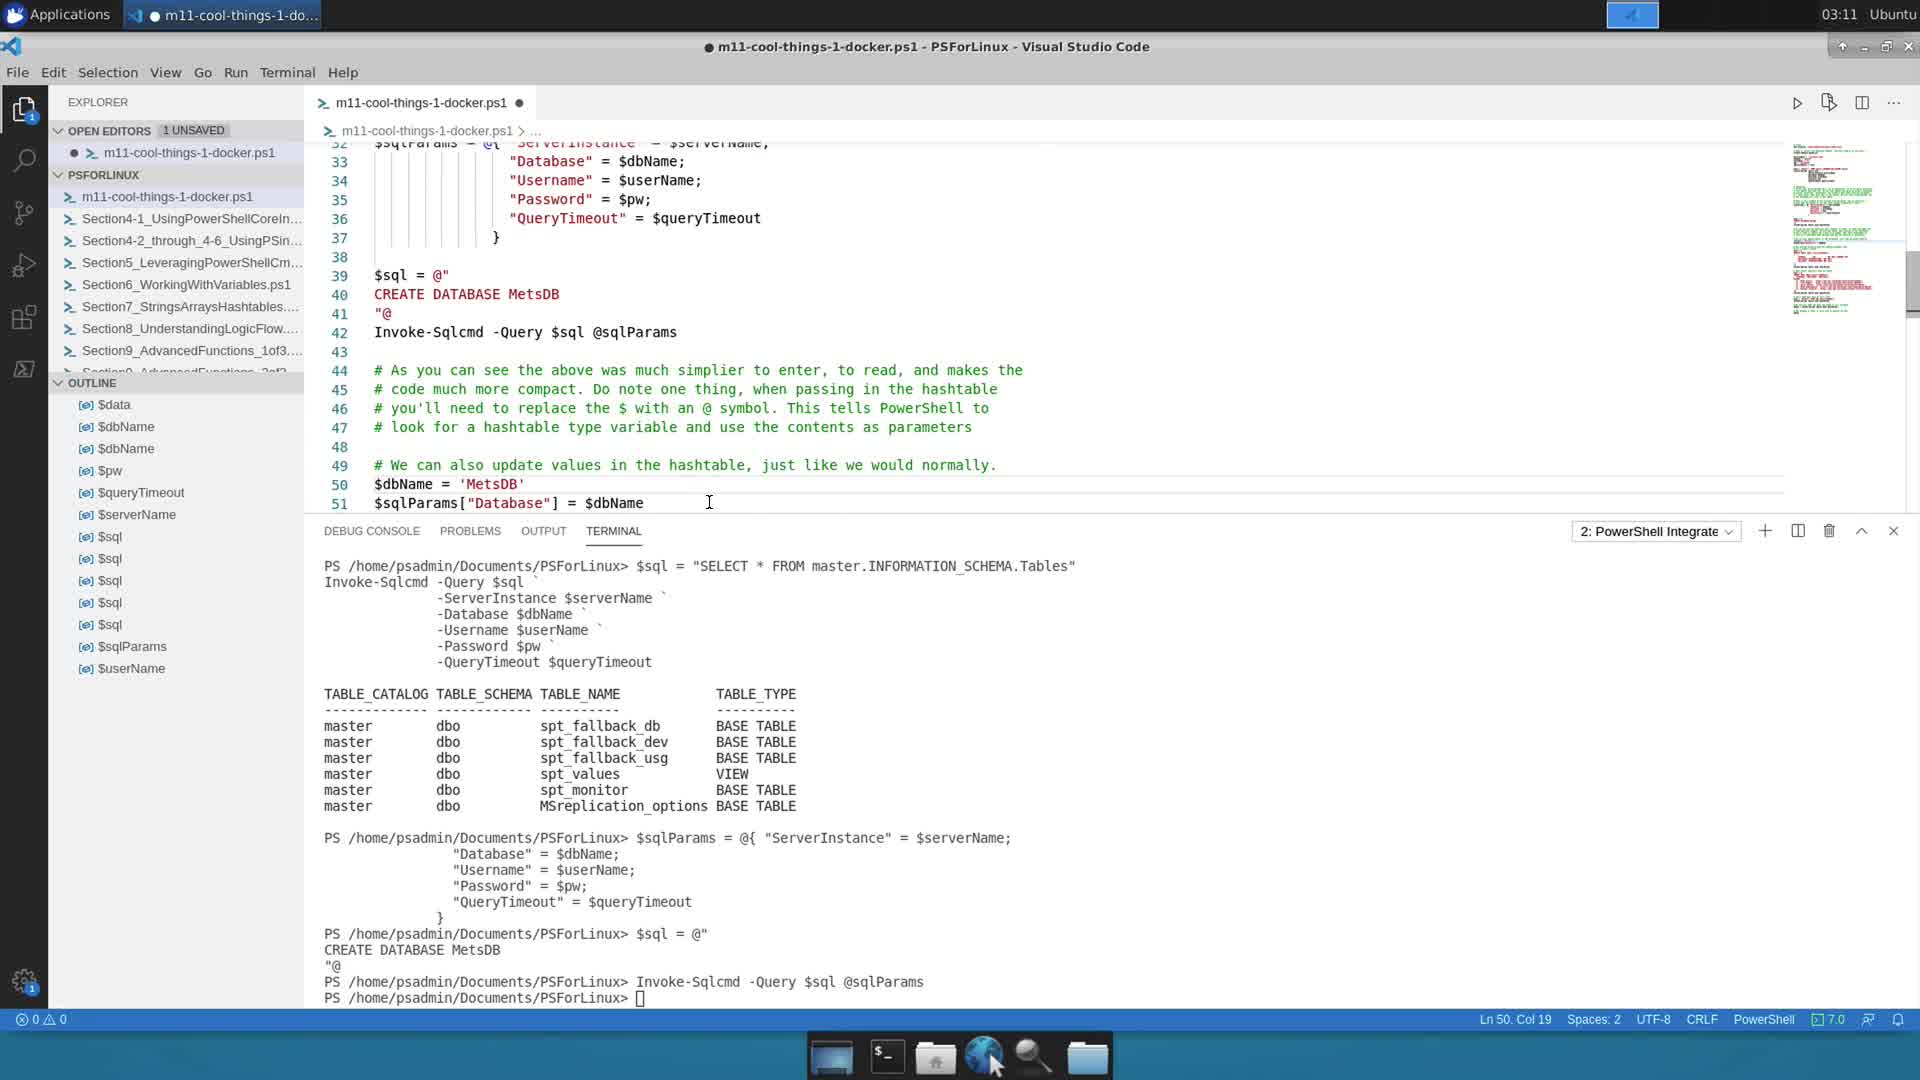 Applications
m11-cool-things-1-do...
03:11 Ubuntu
● m11-cool-things-1-docker.ps1 - PSForLinux - Visual Studio Code
File Edit Selection View Go Run Terminal Help
EXPLORER
OPEN EDITORS 1 UNSAVED
m11-cool-things-1-docker.ps1
PSFORLINUX
m11-cool-things-1-docker.ps1
Section4-1_UsingPowerShellCoreIn...
Section4-2_through_4-6_UsingPSin...
Section5_LeveragingPowerShellCm...
Section6_WorkingWithVariables.ps1
Section7_StringsArraysHashtables....
Section8_UnderstandingLogicFlow....
Section9_AdvancedFunctions_1of3....
Section9_AdvancedFunctions_2of3...
OUTLINE
$data
$dbName
$dbName
$pw
$queryTimeout
$serverName
$sql
$sql
$sql
$sql
$sql
$sqlParams
$userName
m11-cool-things-1-docker.ps1
m11-cool-things-1-docker.ps1 > ...
32 $sqlParams = @{ "ServerInstance" = $serverName;
33 "Database" = $dbName;
34 "Username" = $userName;
35 "Password" = $pw;
36 "QueryTimeout" = $queryTimeout
37 }
38
39 $sql = @"
40 CREATE DATABASE MetsDB
41 "@
42 Invoke-Sqlcmd -Query $sql @sqlParams
43
44 # As you can see the above was much simplier to enter, to read, and makes the
45 # code much more compact. Do note one thing, when passing in the hashtable
46 # you'll need to replace the $ with an @ symbol. This tells PowerShell to
47 # look for a hashtable type variable and use the contents as parameters
48
49 # We can also update values in the hashtable, just like we would normally.
50 $dbName = 'MetsDB'
51 $sqlParams["Database"] = $dbName
DEBUG CONSOLE PROBLEMS OUTPUT TERMINAL
2: PowerShell Integrate
PS /home/psadmin/Documents/PSForLinux> $sql = "SELECT * FROM master.INFORMATION_SCHEMA.Tables"
Invoke-Sqlcmd -Query $sql `
-ServerInstance $serverName `
-Database $dbName `
-Username $userName `
-Password $pw `
-QueryTimeout $queryTimeout
TABLE_CATALOG TABLE_SCHEMA TABLE_NAME TABLE_TYPE
------------- ------------ ---------- ----------
master dbo spt_fallback_db BASE TABLE
master dbo spt_fallback_dev BASE TABLE
master dbo spt_fallback_usg BASE TABLE
master dbo spt_values VIEW
master dbo spt_monitor BASE TABLE
master dbo MSreplication_options BASE TABLE
PS /home/psadmin/Documents/PSForLinux> $sqlParams = @{ "ServerInstance" = $serverName;
"Database" = $dbName;
"Username" = $userName;
"Password" = $pw;
"QueryTimeout" = $queryTimeout
}
PS /home/psadmin/Documents/PSForLinux> $sql = @"
CREATE DATABASE MetsDB
"@
PS /home/psadmin/Documents/PSForLinux> Invoke-Sqlcmd -Query $sql @sqlParams
PS /home/psadmin/Documents/PSForLinux>
0 0
Ln 50, Col 19 Spaces: 2 UTF-8 CRLF PowerShell 7.0